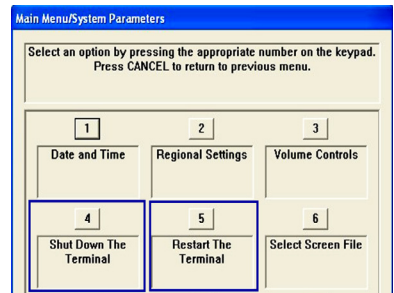 Main Menu/System Parameters
Select an option by pressing the appropriate number on the keypad.
Press CANCEL to return to previous menu.
1 2 3
Date and Time Regional Settings Volume Controls
4 5 6
Shut Down The Restart The Select Screen File
Terminal Terminal